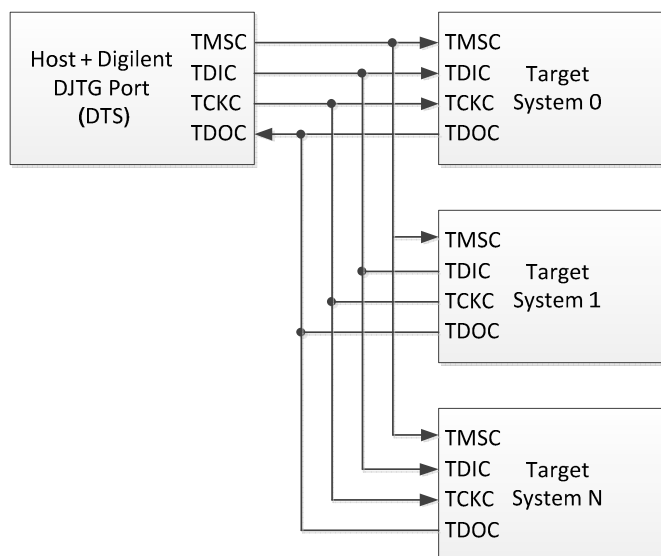 Host + Digilent
DJTG Port
(DTS)
TMSC
TDIC
TCKC
TDOC
TMSC
TDIC
TCKC
TDOC
Target
System 0
TMSC
TDIC
TCKC
TDOC
Target
System 1
TMSC
TDIC
TCKC
TDOC
Target
System N